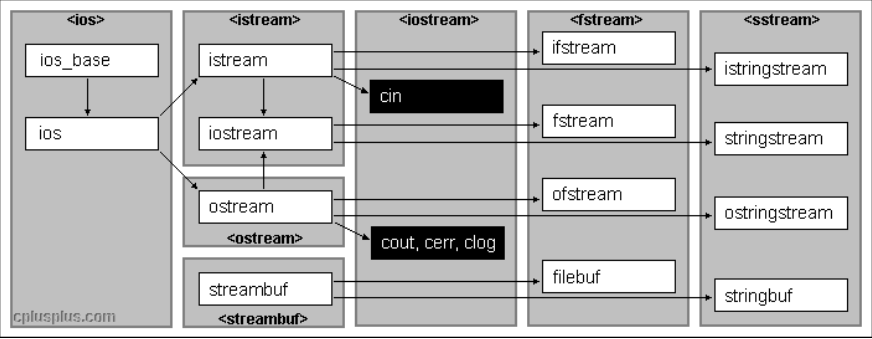 <ios>
ios_base
ios
<istream>
istream
iostream
ostream
<ostream>
streambuf
<streambuf>
<iostream>
cin
cout, cerr, clog
<fstream>
ifstream
fstream
ofstream
filebuf
<sstream>
istringstream
stringstream
ostringstream
stringbuf
cplusplus.com